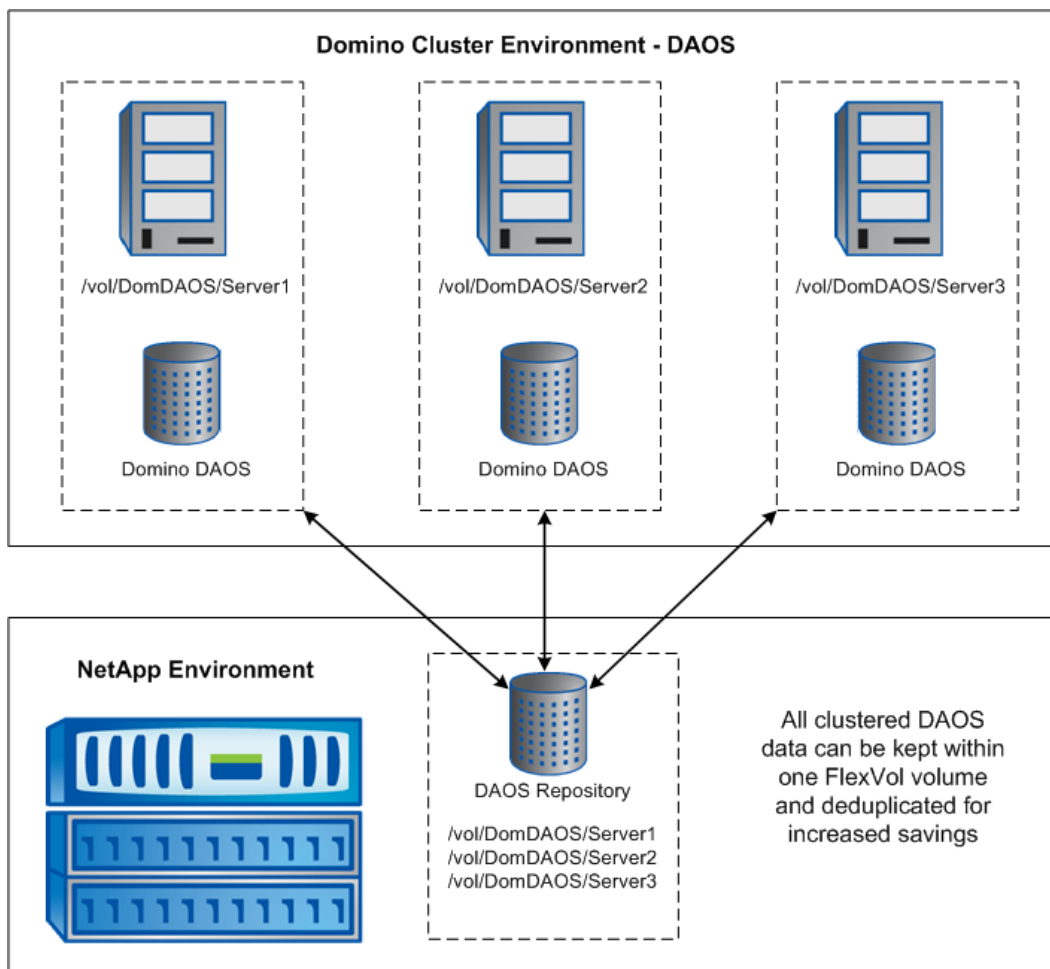 Domino Cluster Environment - DAOS
/vol/DomDAOS/Server1
/vol/DomDAOS/Server2
/vol/DomDAOS/Server3
Domino DAOS
Domino DAOS
Domino DAOS
NetApp Environment
DAOS Repository
/vol/DomDAOS/Server1
/vol/DomDAOS/Server2
/vol/DomDAOS/Server3
All clustered DAOS
data can be kept within
one FlexVol volume
and deduplicated for
increased savings